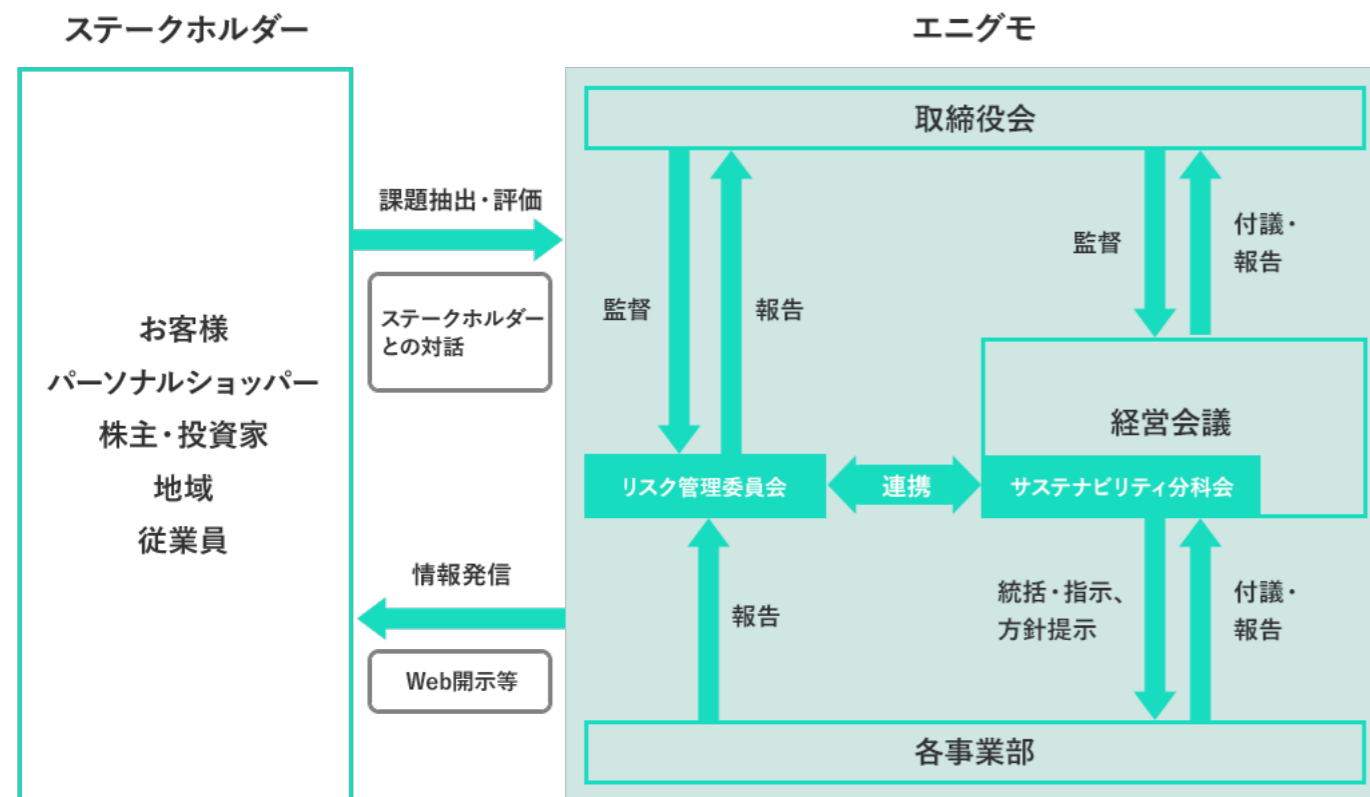 ステークホルダー
エニグモ
お客様
パーソナルショッパー
株主・投資家
地域
従業員
課題抽出・評価
ステークホルダー
との対話
情報発信
Web開示等
取締役会
監督
報告
監督
付議・
報告
経営会議
リスク管理委員会
連携
サステナビリティ分科会
報告
統括・指示、
方針提示
付議・
報告
各事業部